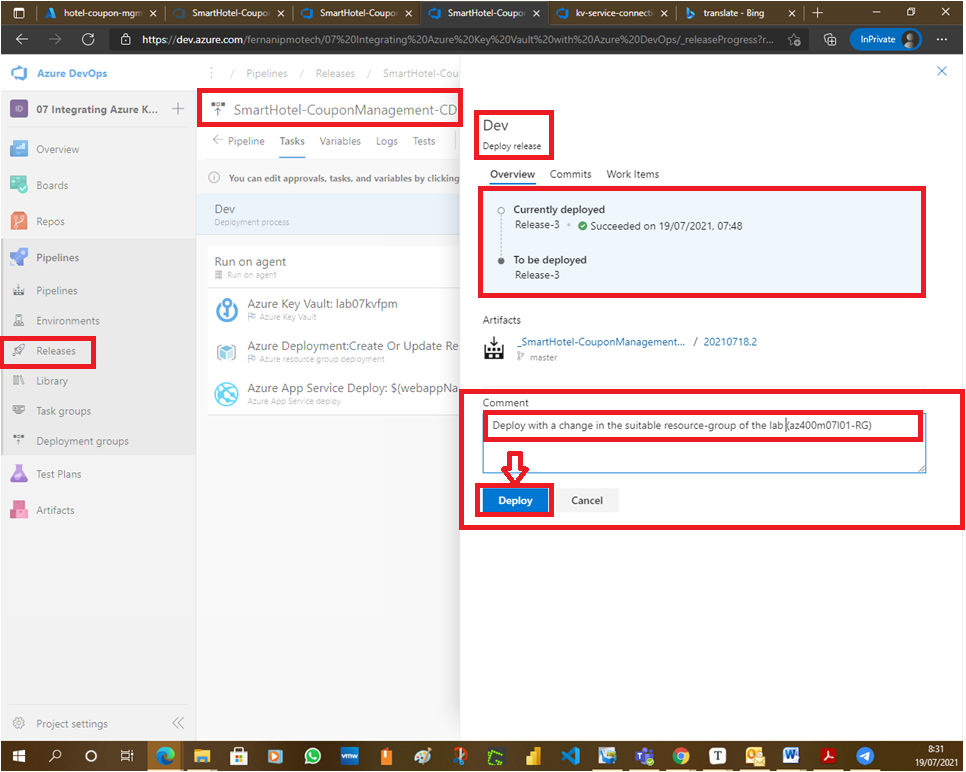 hotel-coupon-mgm
SmartHotel-Coupon
SmartHotel-Coupon
SmartHotel-Coupon
kv-service-connecti
translate - Bing
https://dev.azure.com/fernanipmotech/07%20Integrating%20Azure%20Key%20Vault%20with%20Azure%20DevOps/_releaseProgress?r...
InPrivate
Azure DevOps
/ Pipelines / Releases / SmartHotel-Cou
ID
07 Integrating Azure K...
SmartHotel-CouponManagement-CD
Pipeline
Tasks
Variables
Logs
Tests
You can edit approvals, tasks, and variables by clicking
Dev
Deployment process
Run on agent
Run on agent
Azure Key Vault: lab07kvfpm
Azure Key Vault
Azure Deployment:Create Or Update Re
Azure resource group deployment
Azure App Service Deploy: $(webappNa
Azure App Service deploy
Overview
Boards
Repos
Pipelines
Pipelines
Environments
Releases
Library
Task groups
Deployment groups
Test Plans
Artifacts
Project settings
Dev
Deploy release
Overview
Commits
Work Items
Currently deployed
Release-3
Succeeded on 19/07/2021, 07:48
To be deployed
Release-3
Artifacts
_SmartHotel-CouponManagement... / 20210718.2
master
Comment
Deploy with a change in the suitable resource-group of the lab (az400m07l01-RG)
Deploy
Cancel
vmw
T
W
8:31
19/07/2021